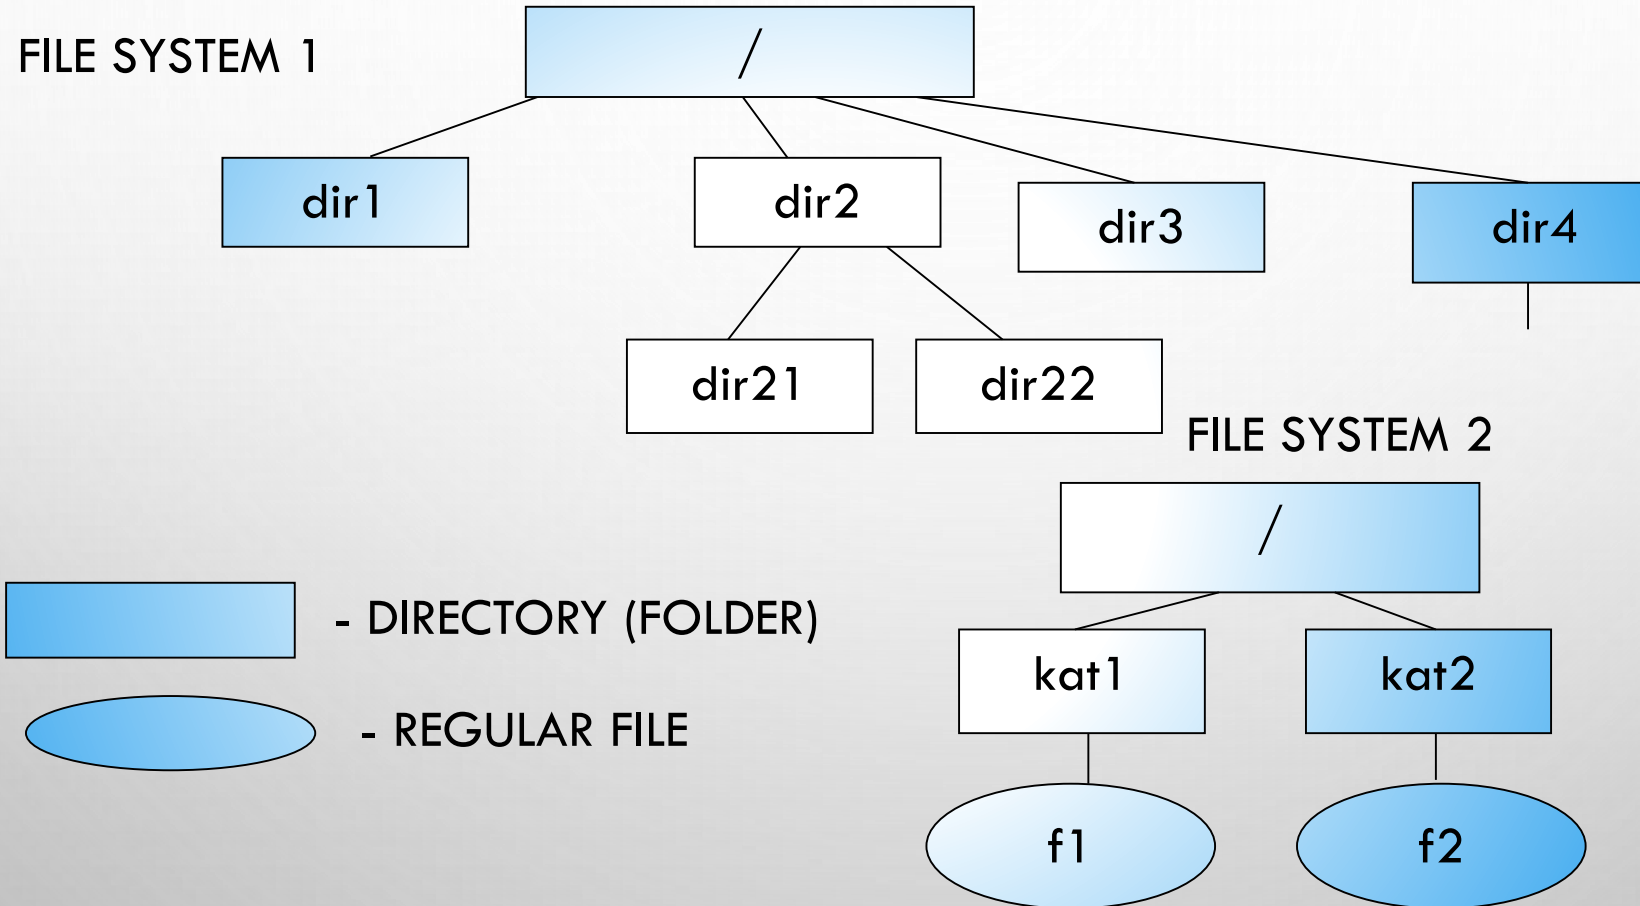 FILE SYSTEM 1
/
dir1
dir2
dir3
dir4
dir21
dir22
FILE SYSTEM 2
/
- DIRECTORY (FOLDER)
kat1
kat2
- REGULAR FILE
f1
f2